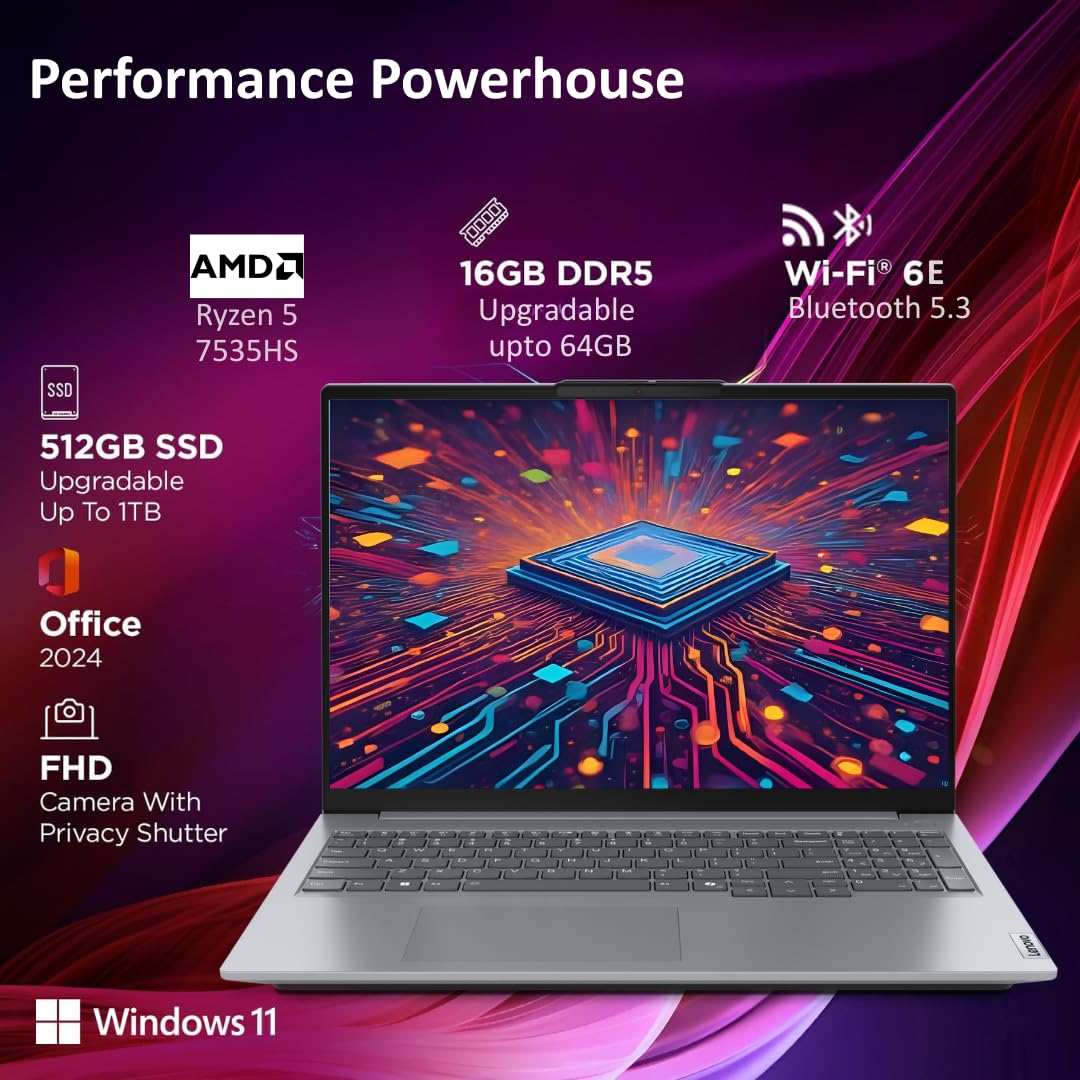 Performance Powerhouse
AMD
Ryzen 5
7535HS
16GB DDR5
Upgradable
upto 64GB
Wi-Fi® 6E
Bluetooth 5.3
SSD
512GB SSD
Upgradable
Up To 1TB
Office
2024
FHD
Camera With
Privacy Shutter
Lenovo
Windows 11